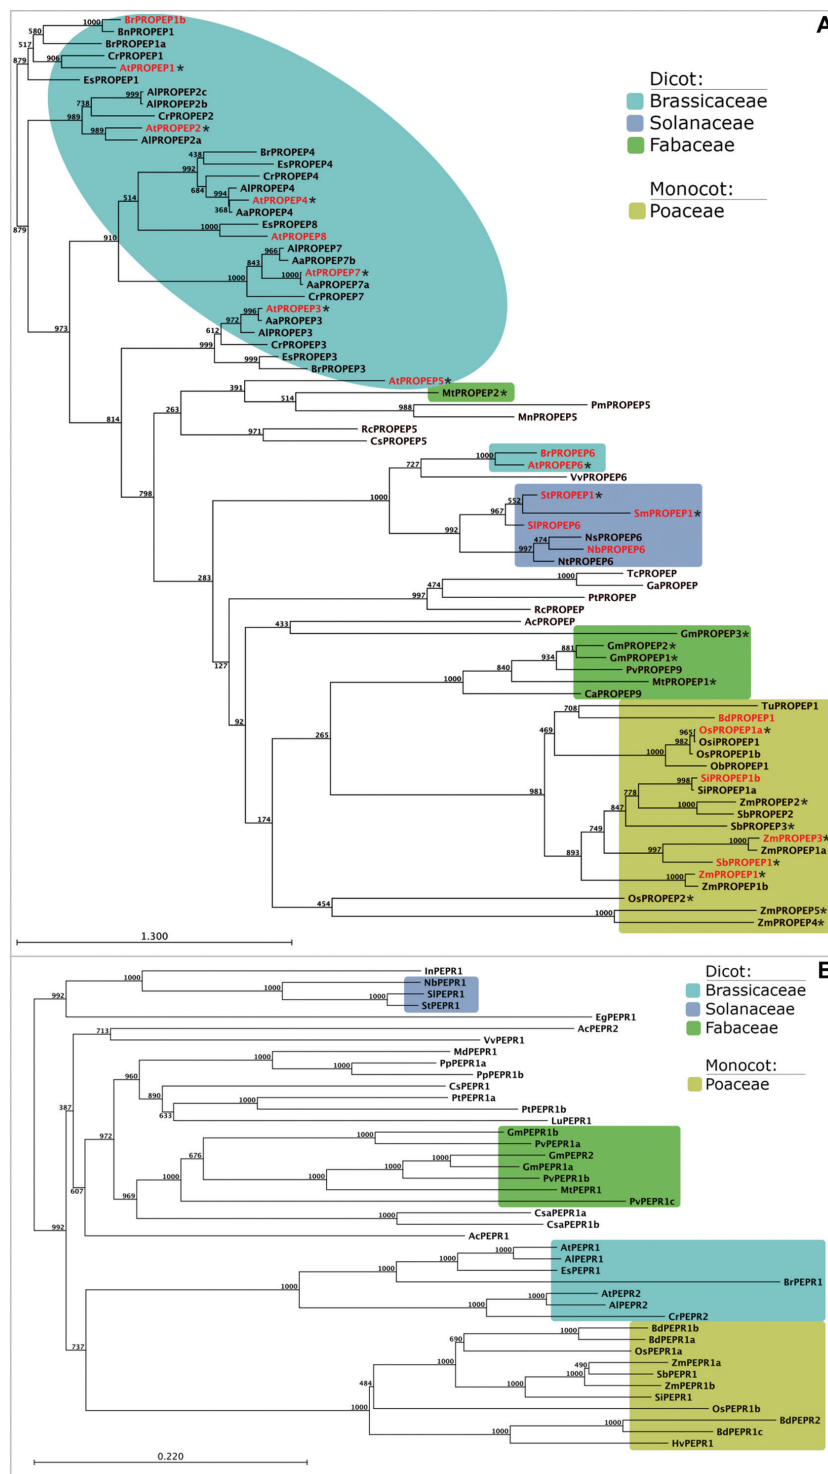 A
Dicot:
Brassicaceae
Solanaceae
Fabaceae
Monocot:
Poaceae
BrPROPEP1b
1000
BnPROPEP1
580
BrPROPEP1a
517
CrPROPEP1
906
879
AtPROPEP1*
EsPROPEP1
AlPROPEP2c
999
AlPROPEP2b
738
CrPROPEP2
989
AtPROPEP2*
989
AlPROPEP2a
BrPROPEP4
438
EsPROPEP4
992
CrPROPEP4
684
AlPROPEP4
994
AtPROPEP4*
514
368
AaPROPEP4
EsPROPEP8
1000
AtPROPEP8
879
910
AlPROPEP7
966
AaPROPEP7b
843
AtPROPEP7*
1000
1000
AaPROPEP7a
CrPROPEP7
AtPROPEP3*
996
AaPROPEP3
972
AlPROPEP3
612
973
CrPROPEP3
999
EsPROPEP3
999
BrPROPEP3
AtPROPEP5*
391
MtPROPEP2*
514
PmPROPEP5
988
MnPROPEP5
814
263
RcPROPEP5
971
CsPROPEP5
BrPROPEP6
1000
AtPROPEP6*
727
VvPROPEP6
798
1000
StPROPEP1*
552
SmPROPEP1*
967
SlPROPEP6
992
NsPROPEP6
474
NbPROPEP6
997
NtPROPEP6
283
TcPROPEP
1000
GaPROPEP
474
PtPROPEP
997
RcPROPEP
AcPROPEP
433
GmPROPEP3*
127
GmPROPEP2*
881
GmPROPEP1*
934
PvPROPEP9
840
MtPROPEP1*
1000
CaPROPEP9
92
265
TuPROPEP1
708
BdPROPEP1
469
OsPROPEP1a*
965
OsiPROPEP1
982
OsPROPEP1b
1000
ObPROPEP1
981
SiPROPEP1b
998
SiPROPEP1a
778
ZmPROPEP2*
1000
SbPROPEP2
847
SbPROPEP3*
749
ZmPROPEP3*
1000
ZmPROPEP1a
997
SbPROPEP1*
893
ZmPROPEP1*
1000
ZmPROPEP1b
174
OsPROPEP2*
454
ZmPROPEP5*
1000
ZmPROPEP4*
1.300
Dicot:
Brassicaceae
Solanaceae
Fabaceae
Monocot:
Poaceae
InPEPR1
1000
NbPEPR1
1000
SlPEPR1
1000
StPEPR1
992
EgPEPR1
AcPEPR2
713
VvPEPR1
MdPEPR1
1000
PpPEPR1a
1000
PpPEPR1b
960
CsPEPR1
890
PtPEPR1a
1000
PtPEPR1b
633
LuPEPR1
387
972
GmPEPR1b
1000
PvPEPR1a
676
GmPEPR2
1000
GmPEPR1a
1000
PvPEPR1b
1000
MtPEPR1
1000
PvPEPR1c
969
CsaPEPR1a
1000
CsaPEPR1b
607
AcPEPR1
992
AtPEPR1
1000
AlPEPR1
1000
EsPEPR1
1000
BrPEPR1
1000
AtPEPR2
1000
AlPEPR2
1000
CrPEPR2
737
BdPEPR1b
1000
BdPEPR1a
690
OsPEPR1a
1000
ZmPEPR1a
490
SbPEPR1
1000
ZmPEPR1b
1000
SiPEPR1
484
OsPEPR1b
1000
BdPEPR2
1000
BdPEPR1c
1000
HvPEPR1
0.220